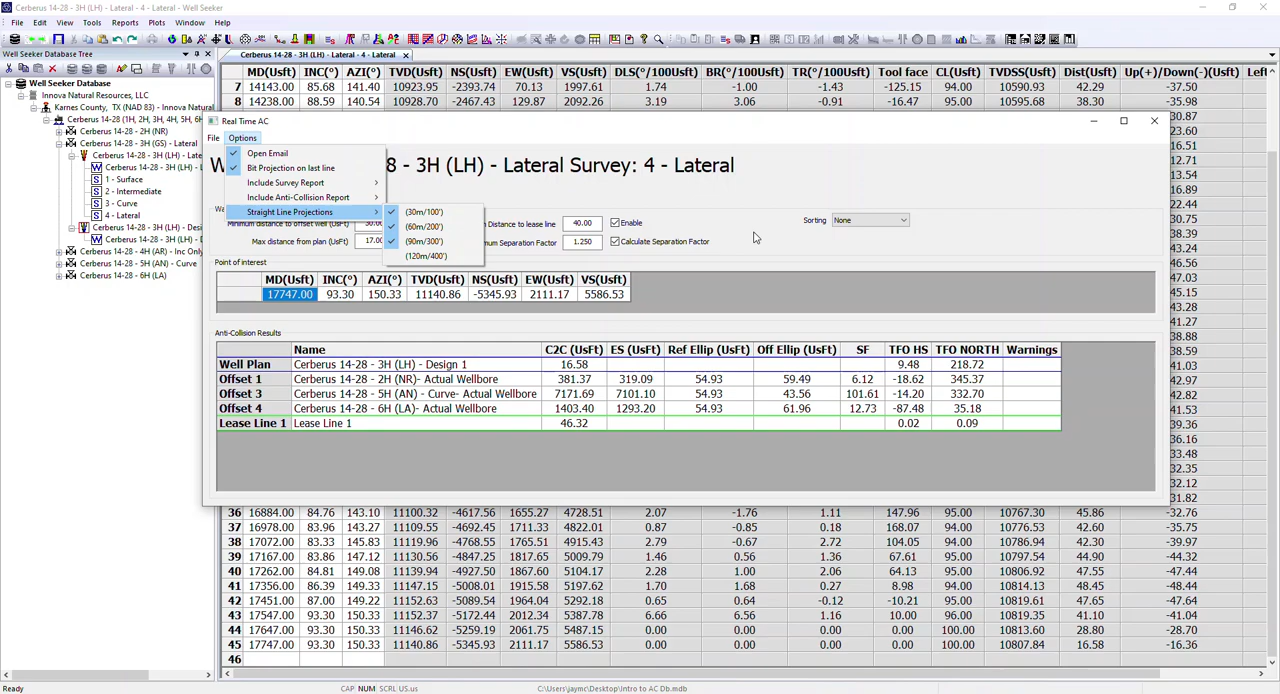 Cerberus 14-28 - 3H (LH) - Lateral - 4 - Lateral - Well Seeker
File Edit View Tools Reports Plots Window Help
Well Seeker Database Tree
Cerberus 14-28 - 3H (LH) - Lateral - 4 - Lateral
Well Seeker Database
Innova Natural Resources, LLC
Karnes County, TX (NAD 83) - Innova Natural
Cerberus 14-28 (1H, 2H, 3H, 4H, 5H, 6H
Cerberus 14-28 - 2H (NR)
Cerberus 14-28 - 3H (GS) - Lateral
Cerberus 14-28 - 3H (LH) - Lateral
Cerberus 14-28 - 3H (LH) - L
1 - Surface
2 - Intermediate
3 - Curve
4 - Lateral
Cerberus 14-28 - 3H (LH) - Des
Cerberus 14-28 - 3H (LH) - D
Cerberus 14-28 - 4H (AR) - Inc Only
Cerberus 14-28 - 5H (AN) - Curve
Cerberus 14-28 - 6H (LA)
MD(Usft) INC(°) AZI(°) TVD(Usft) NS(Usft) EW(Usft) VS(Usft) DLS(°/100Usft) BR(°/100Usft) TR(°/100Usft) Tool face CL(Usft) TVDSS(Usft) Dist(Usft) Up(+)/Down(-)(Usft) Left
7 14143.00 85.68 141.40 10923.95 -2393.74 70.13 1997.61 1.74 -1.00 -1.43 -125.15 94.00 10590.93 42.29 -37.50
8 14238.00 88.59 140.54 10928.70 -2467.43 129.87 2092.26 3.19 3.06 -0.91 -16.47 94.00 10595.68 38.30 -35.98
Real Time AC
File Options
Open Email
Bit Projection on last line
Include Survey Report
Include Anti-Collision Report
Straight Line Projections
(30m/100')
(60m/200')
(90m/300')
(120m/400')
- 3H (LH) - Lateral Survey: 4 - Lateral
Minimum distance to offset well (UsFt) Distance to lease line 40.00 Enable Sorting None
Max distance from plan (UsFt) 17.00 mum Separation Factor 1.250 Calculate Separation Factor
Point of interest
MD(Usft) INC(°) AZI(°) TVD(Usft) NS(Usft) EW(Usft) VS(Usft)
17747.00 93.30 150.33 11140.86 -5345.93 2111.17 5586.53
Anti-Collision Results
Name C2C (UsFt) ES (UsFt) Ref Ellip (UsFt) Off Ellip (UsFt) SF TFO HS TFO NORTH Warnings
Well Plan Cerberus 14-28 - 3H (LH) - Design 1 16.58 9.48 218.72
Offset 1 Cerberus 14-28 - 2H (NR)- Actual Wellbore 381.37 319.09 54.93 59.49 6.12 -18.62 345.37
Offset 3 Cerberus 14-28 - 5H (AN) - Curve- Actual Wellbore 7171.69 7101.10 54.93 43.56 101.61 -14.20 332.70
Offset 4 Cerberus 14-28 - 6H (LA)- Actual Wellbore 1403.40 1293.20 54.93 61.96 12.73 -87.48 35.18
Lease Line 1 Lease Line 1 46.32 0.02 0.09
36 16884.00 84.76 143.10 11100.32 -4617.56 1655.27 4728.51 2.07 -1.76 1.11 147.96 95.00 10767.30 45.86 -32.76
37 16978.00 83.96 143.27 11109.55 -4692.45 1711.33 4822.01 0.87 -0.85 0.18 168.07 94.00 10776.53 42.60 -35.75
38 17072.00 83.33 145.83 11119.96 -4768.55 1765.51 4915.43 2.79 -0.67 2.72 104.05 94.00 10786.94 42.30 -39.97
39 17167.00 83.86 147.12 11130.56 -4847.25 1817.65 5009.79 1.46 0.56 1.36 67.61 95.00 10797.54 44.90 -44.32
40 17262.00 84.81 149.08 11139.94 -4927.50 1867.60 5104.17 2.28 1.00 2.06 64.13 95.00 10806.92 47.55 -47.44
41 17356.00 86.39 149.33 11147.15 -5008.01 1915.58 5197.62 1.70 1.68 0.27 8.98 94.00 10814.13 48.45 -48.44
42 17451.00 87.00 149.22 11152.63 -5089.54 1964.04 5292.18 0.65 0.64 -0.12 -10.21 95.00 10819.61 47.65 -47.64
43 17547.00 93.30 150.33 11152.37 -5172.44 2012.34 5387.78 6.66 6.56 1.16 10.00 96.00 10819.35 41.10 -41.04
44 17647.00 93.30 150.33 11146.62 -5259.19 2061.75 5487.15 0.00 0.00 0.00 0.00 100.00 10813.60 28.80 -28.70
45 17747.00 93.30 150.33 11140.86 -5345.93 2111.17 5586.53 0.00 0.00 0.00 0.00 100.00 10807.84 16.58 -16.36
46
Ready CAP NUM SCRL US.us C:\Users\jaymc\Desktop\Intro to AC Db.mdb